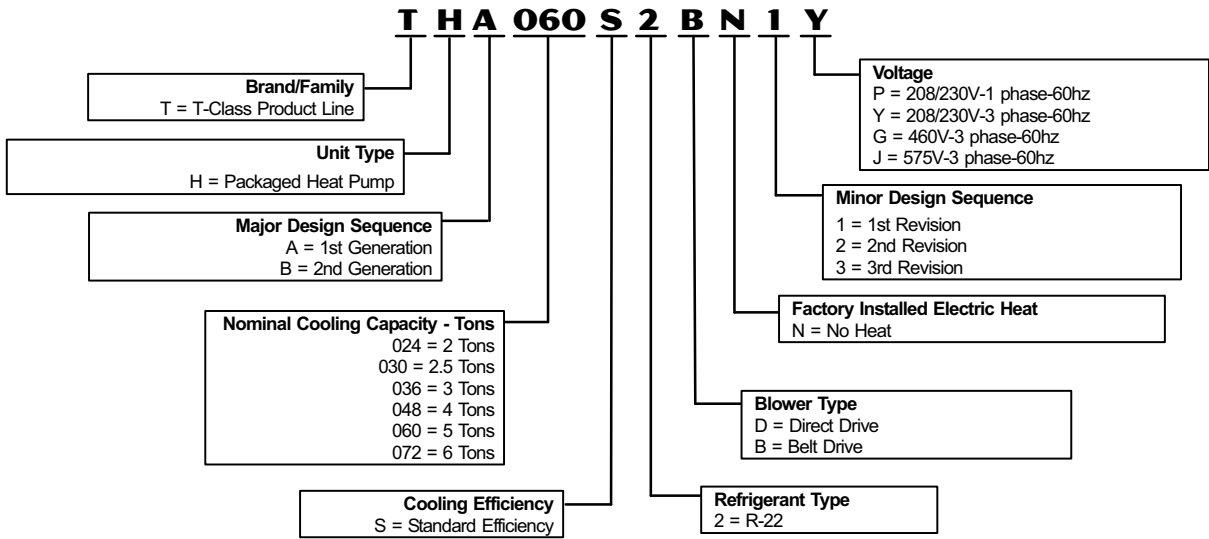 T H A 060 S 2 B N 1 Y
Brand/Family
T = T-Class Product Line
Unit Type
H = Packaged Heat Pump
Major Design Sequence
A = 1st Generation
B = 2nd Generation
Nominal Cooling Capacity - Tons
024 = 2 Tons
030 = 2.5 Tons
036 = 3 Tons
048 = 4 Tons
060 = 5 Tons
072 = 6 Tons
Cooling Efficiency
S = Standard Efficiency
Voltage
P = 208/230V-1 phase-60hz
Y = 208/230V-3 phase-60hz
G = 460V-3 phase-60hz
J = 575V-3 phase-60hz
Minor Design Sequence
1 = 1st Revision
2 = 2nd Revision
3 = 3rd Revision
Factory Installed Electric Heat
N = No Heat
Blower Type
D = Direct Drive
B = Belt Drive
Refrigerant Type
2 = R-22